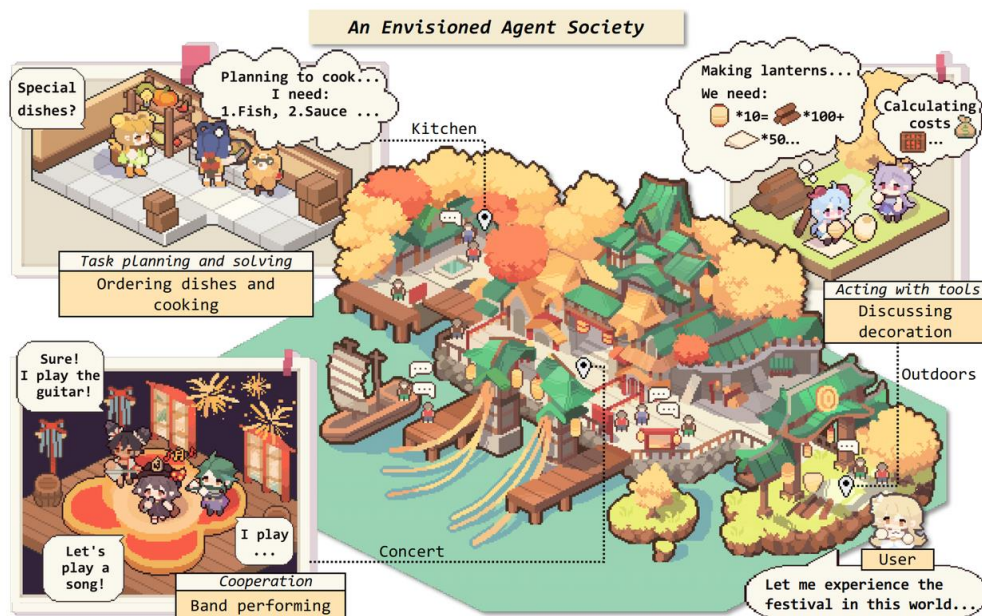 An Envisioned Agent Society
Special
dishes?
Planning to cook...
I need:
1.Fish, 2.Sauce ...
Kitchen
Task planning and solving
Ordering dishes and
cooking
Making lanterns...
We need:
*10= *100+
*50...
Calculating
costs
...
Acting with tools
Discussing
decoration
Outdoors
Sure!
I play the
guitar!
Let's
play a
song!
I play
...
Concert
Cooperation
Band performing
User
Let me experience the
festival in this world...